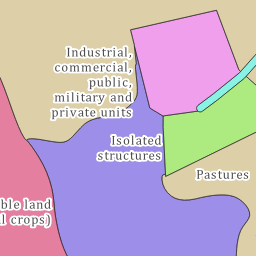 Industrial,
commercial,
public,
military and
private units
Isolated
structures
Pastures
ble land
l crops)